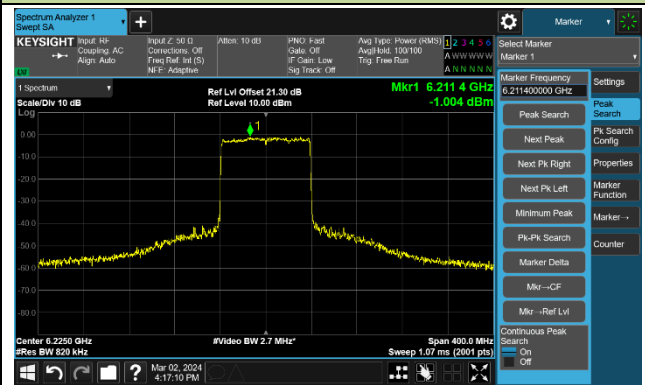 Spectrum Analyzer 1
Swept SA
Marker
KEYSIGHT
Input: RF
Coupling: AC
Align: Auto
Input Z: 50 Ω
Corrections: Off
Freq Ref: Int (S)
NFE: Adaptive
Atten: 10 dB
PNO: Fast
Gate: Off
IF Gain: Low
Sig Track: Off
Avg Type: Power (RMS)
Avg|Hold: 100/100
Trig: Free Run
1 2 3 4 5 6
A W W W W W
A N N N N N
LXI
Select Marker
Marker 1
1 Spectrum
Scale/Div 10 dB
Log
Ref Lvl Offset 21.30 dB
Ref Level 10.00 dBm
Mkr1 6.211 4 GHz
-1.004 dBm
1
0.00
-10.0
-20.0
-30.0
-40.0
-50.0
-60.0
-70.0
-80.0
Center 6.2250 GHz
#Res BW 820 kHz
#Video BW 2.7 MHz*
Span 400.0 MHz
Sweep 1.07 ms (2001 pts)
Marker Frequency
6.211400000 GHz
Peak Search
Next Peak
Next Pk Right
Next Pk Left
Minimum Peak
Pk-Pk Search
Marker Delta
Mkr→CF
Mkr→Ref Lvl
Continuous Peak
Search
On
Off
Settings
Peak
Search
Pk Search
Config
Properties
Marker
Function
Marker→
Counter
?
Mar 02, 2024
4:17:10 PM